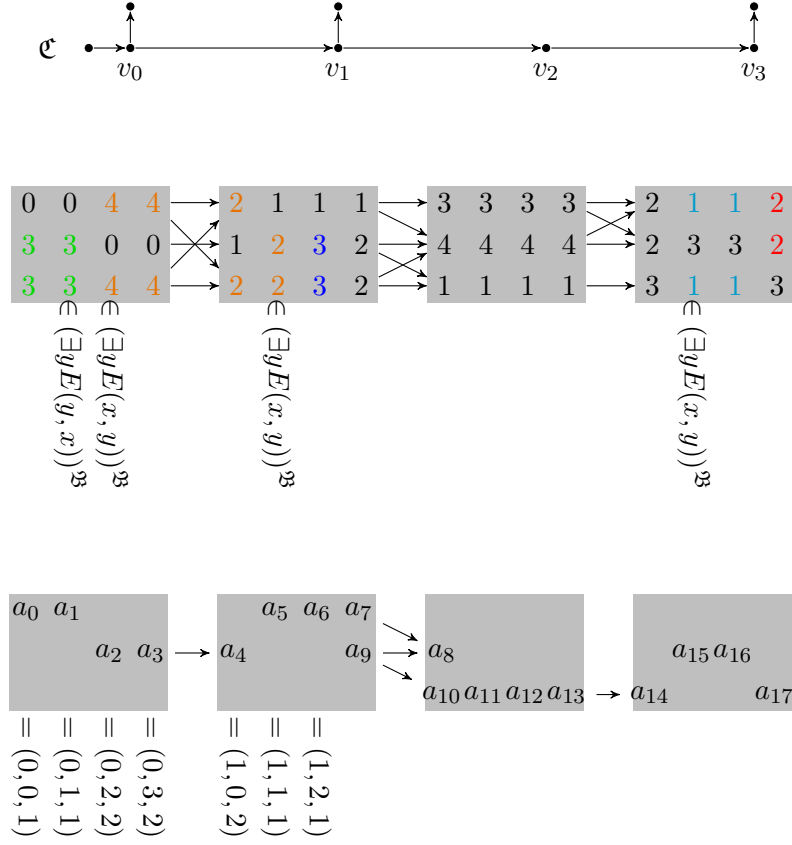 ℭ
v₀ v₁ v₂ v₃
0 0 4 4 2 1 1 1 3 3 3 3 2 1 1 2
3 3 0 0 1 2 3 2 4 4 4 4 2 3 3 2
3 3 4 4 2 2 3 2 1 1 1 1 3 1 1 3
∈ (∃yE(y, x))^𝔅
∈ (∃yE(x, y))^𝔅
∈ (∃yE(x, y))^𝔅
∈ (∃yE(x, y))^𝔅
a₀ a₁ a₅ a₆ a₇
a₂ a₃ a₄ a₉ a₈ a₁₅ a₁₆
a₁₀ a₁₁ a₁₂ a₁₃ a₁₄ a₁₇
= (0, 0, 1)
= (0, 1, 1)
= (0, 2, 2)
= (0, 3, 2)
= (1, 0, 2)
= (1, 1, 1)
= (1, 2, 1)